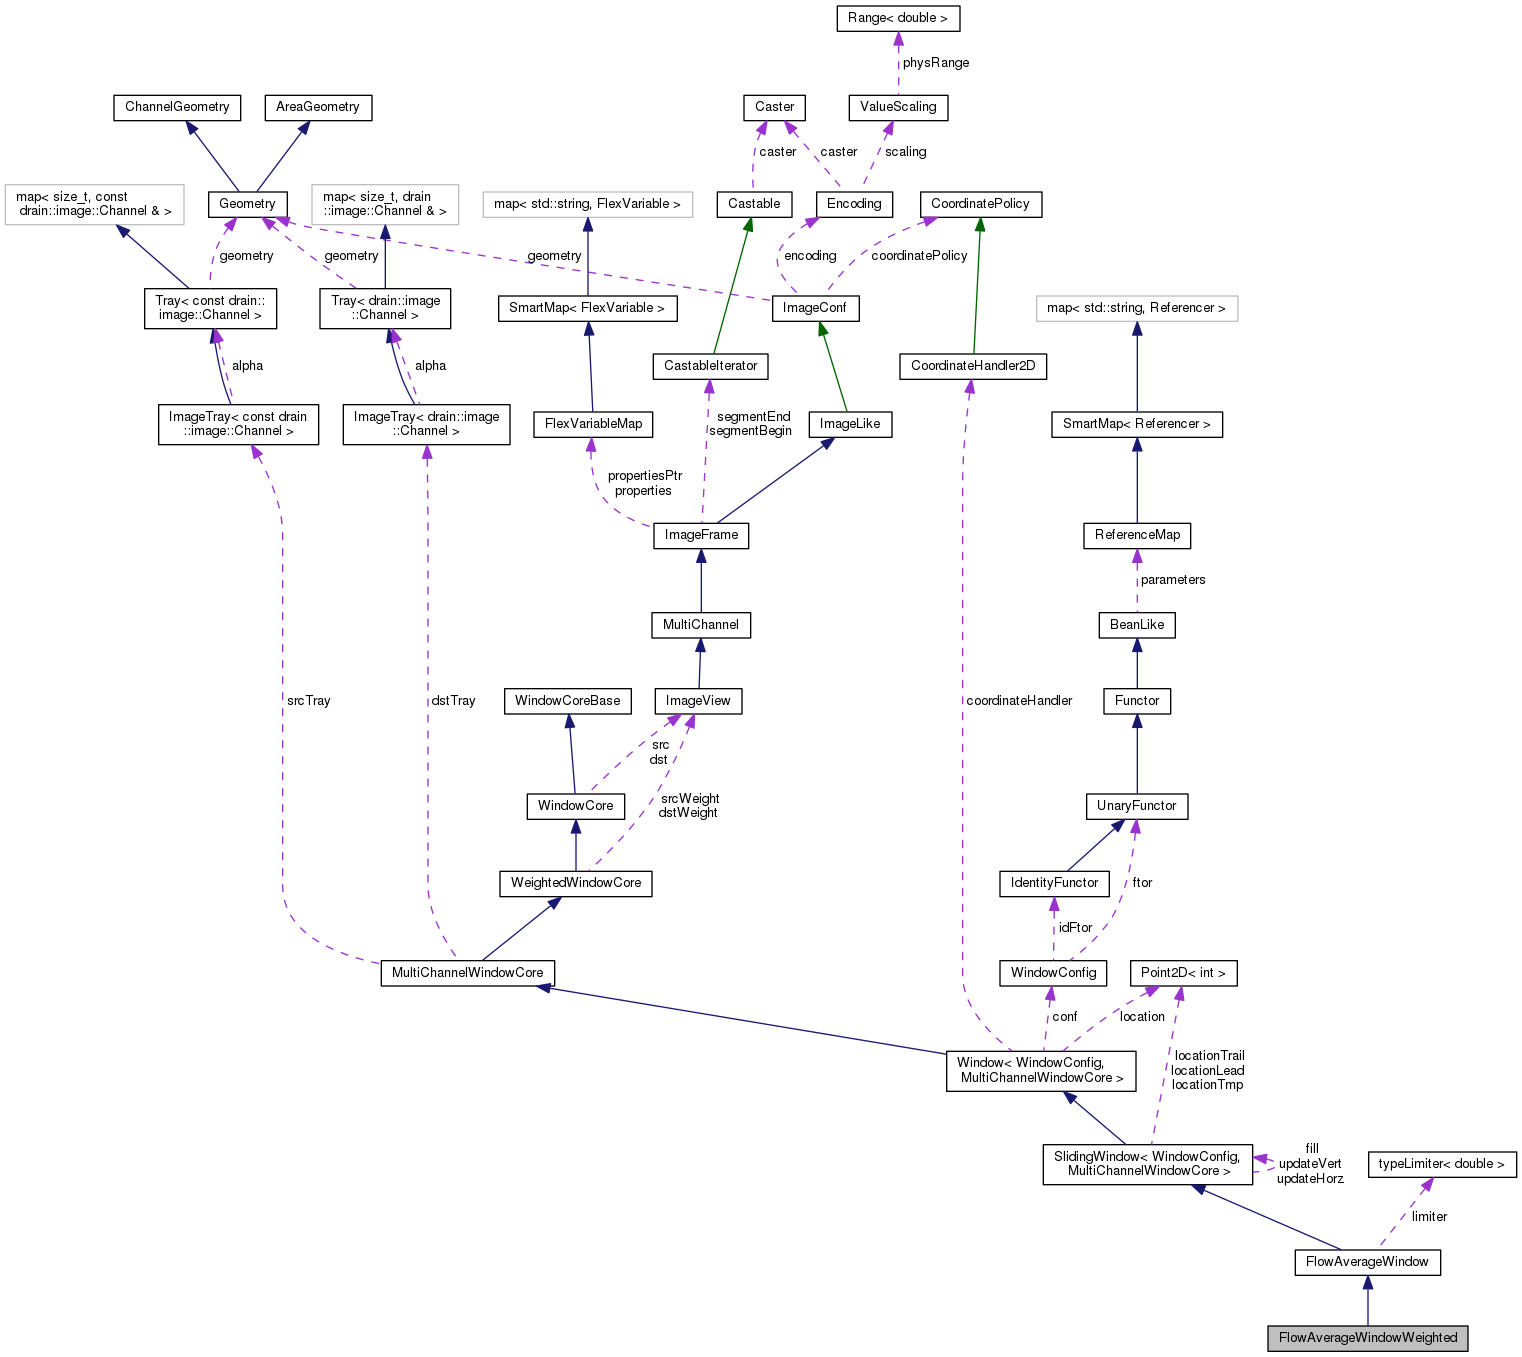 Range< double >
physRange
ChannelGeometry
AreaGeometry
Caster
ValueScaling
caster
caster
scaling
map< size_t, const
drain::image::Channel & >
Geometry
map< size_t, drain
::image::Channel & >
map< std::string, FlexVariable >
Castable
Encoding
CoordinatePolicy
geometry
geometry
geometry
encoding
coordinatePolicy
Tray< const drain::
image::Channel >
Tray< drain::image
::Channel >
SmartMap< FlexVariable >
ImageConf
map< std::string, Referencer >
alpha
alpha
CastableIterator
CoordinateHandler2D
ImageTray< const drain
::image::Channel >
ImageTray< drain::image
::Channel >
FlexVariableMap
segmentEnd
segmentBegin
ImageLike
SmartMap< Referencer >
propertiesPtr
properties
ImageFrame
ReferenceMap
parameters
MultiChannel
BeanLike
srcTray
dstTray
WindowCoreBase
ImageView
coordinateHandler
Functor
src
dst
WindowCore
srcWeight
dstWeight
UnaryFunctor
WeightedWindowCore
IdentityFunctor
ftor
idFtor
MultiChannelWindowCore
WindowConfig
Point2D< int >
conf
location
Window< WindowConfig,
MultiChannelWindowCore >
locationTrail
locationLead
locationTmp
SlidingWindow< WindowConfig,
MultiChannelWindowCore >
fill
updateVert
updateHorz
typeLimiter< double >
limiter
FlowAverageWindow
FlowAverageWindowWeighted